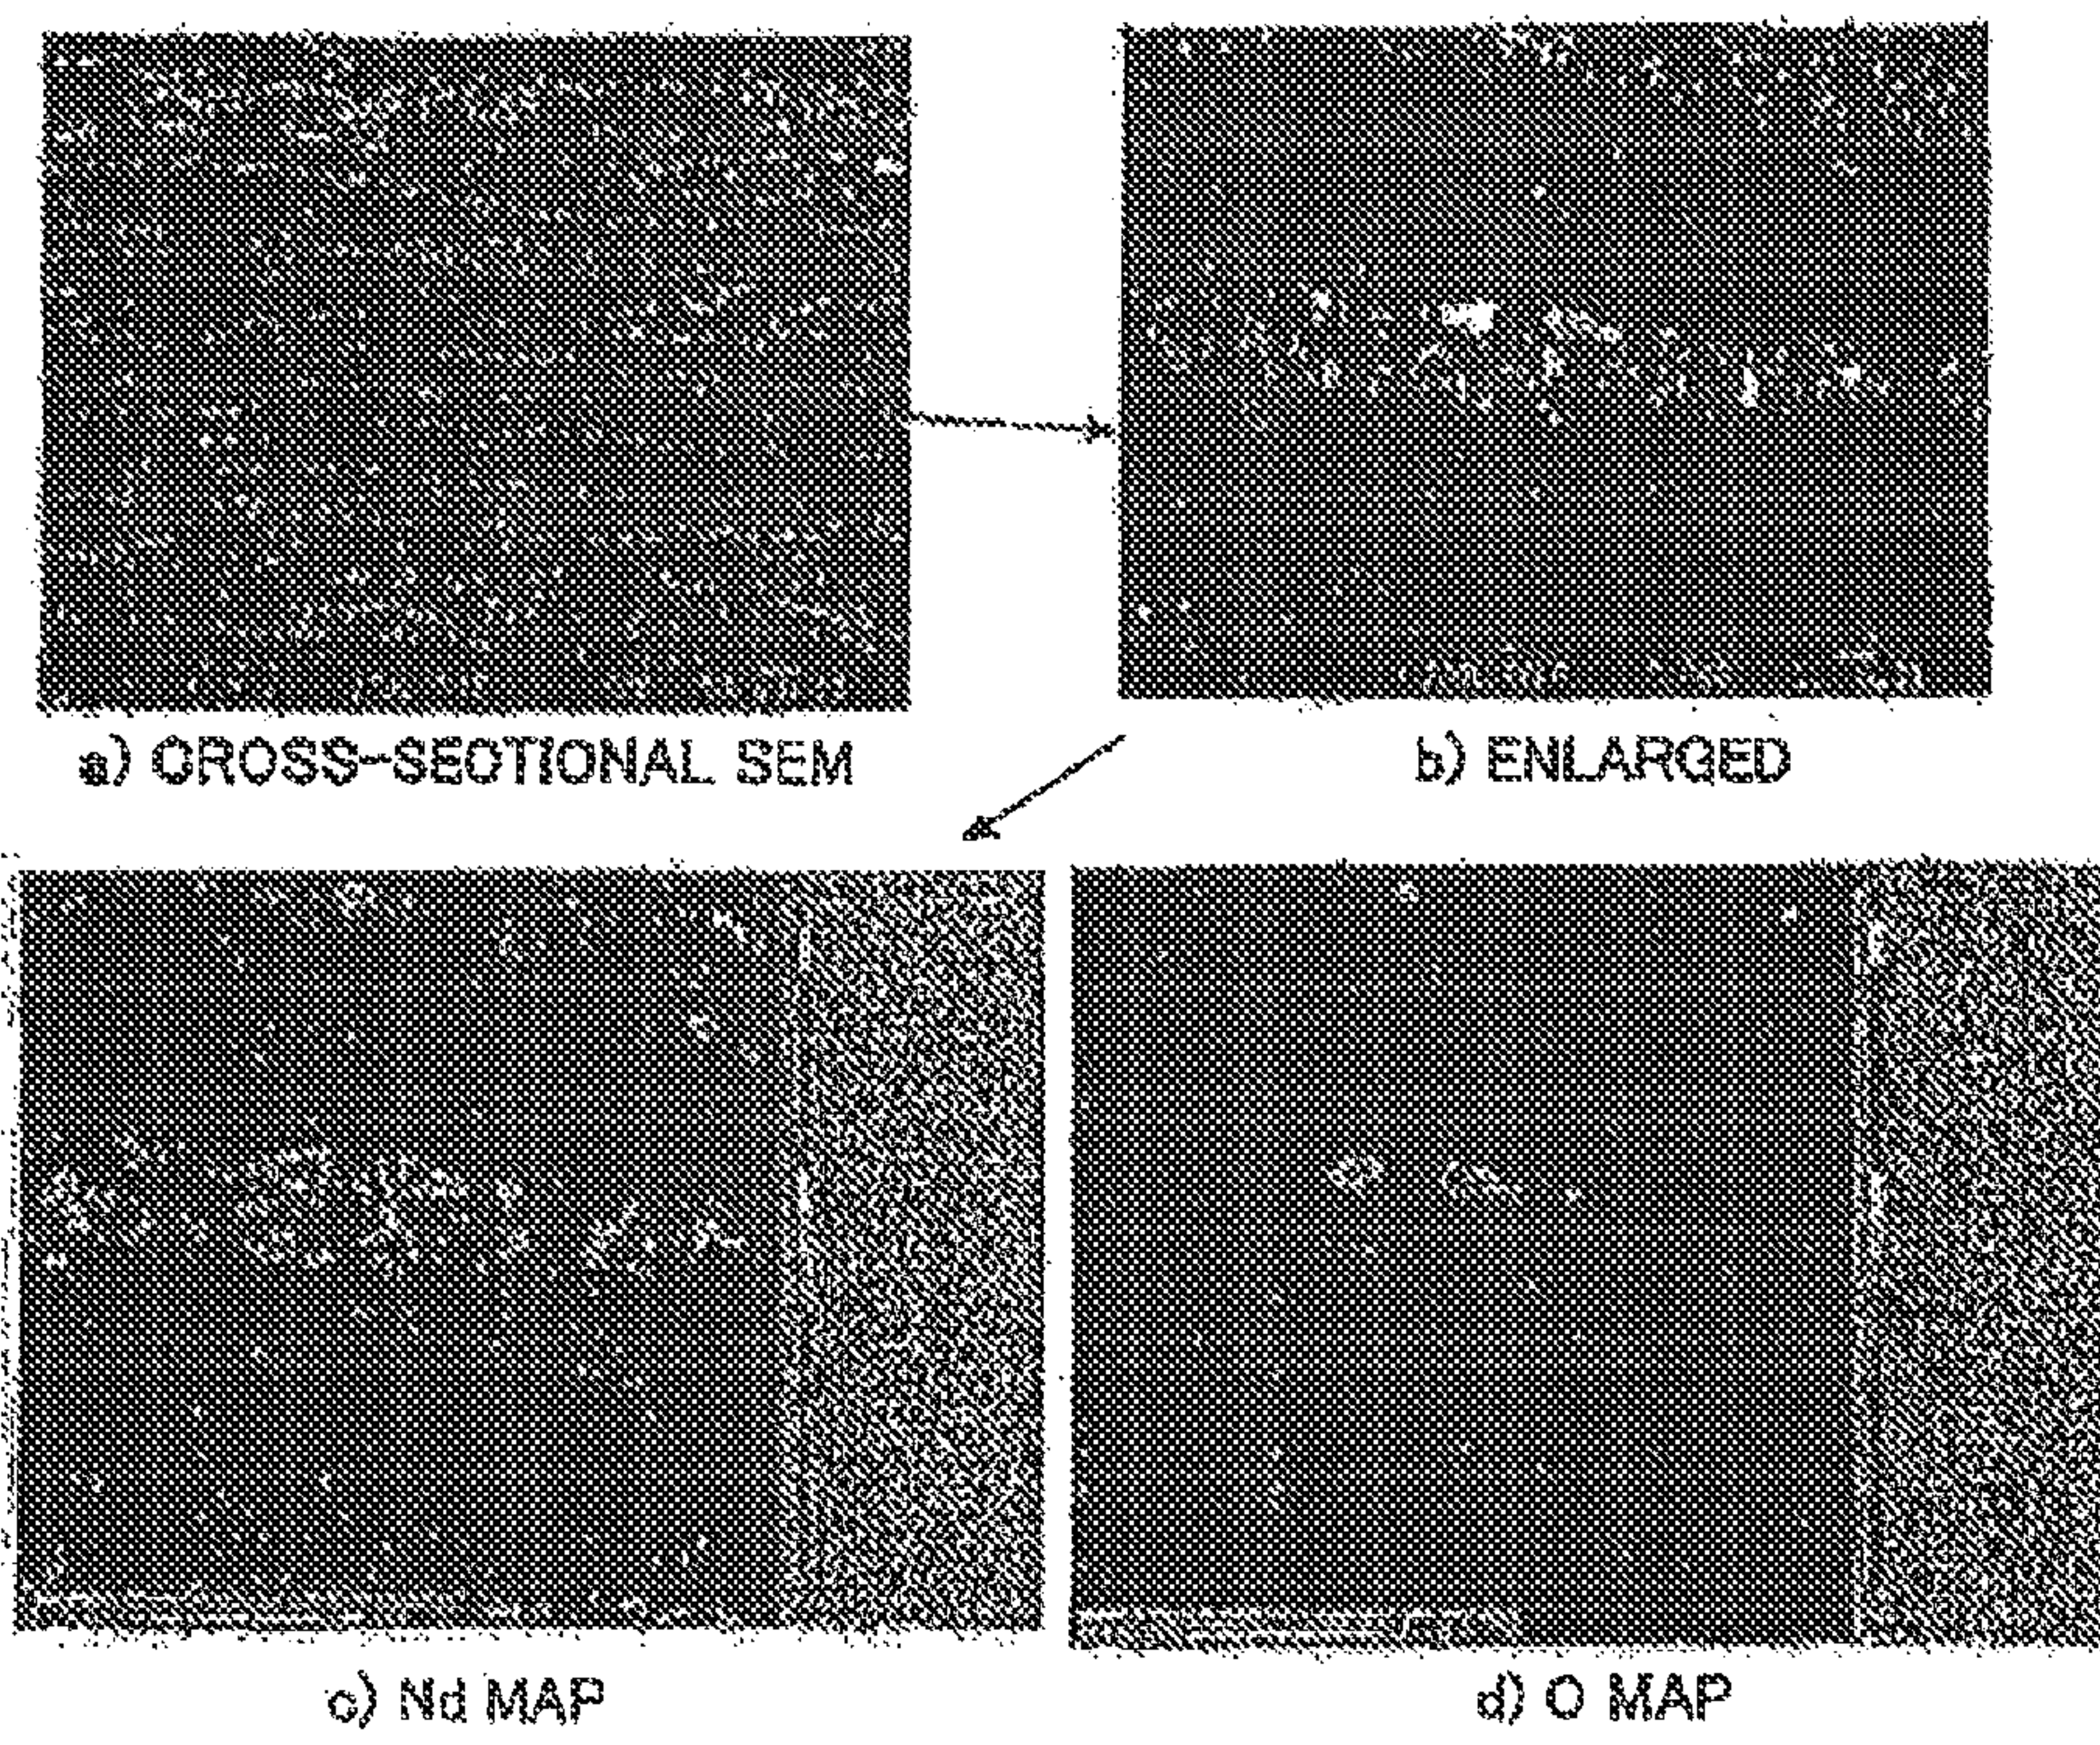 a) CROSS-SECTIONAL SEM
b) ENLARGED
c) Nd MAP
d) O MAP